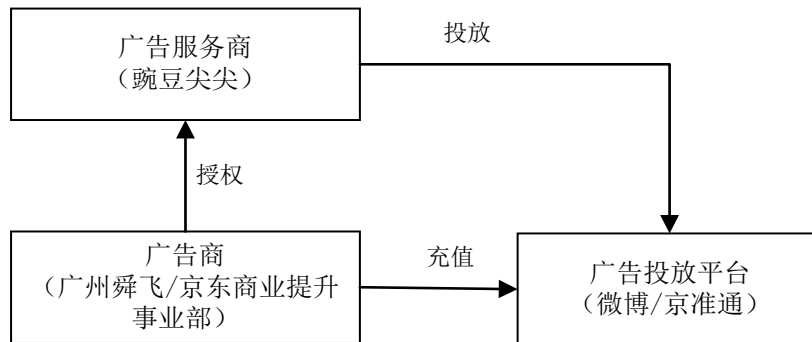 广告服务商
（豌豆尖尖）
投放
授权
广告商
（广州舜飞/京东商业提升
事业部）
充值
广告投放平台
（微博/京准通）